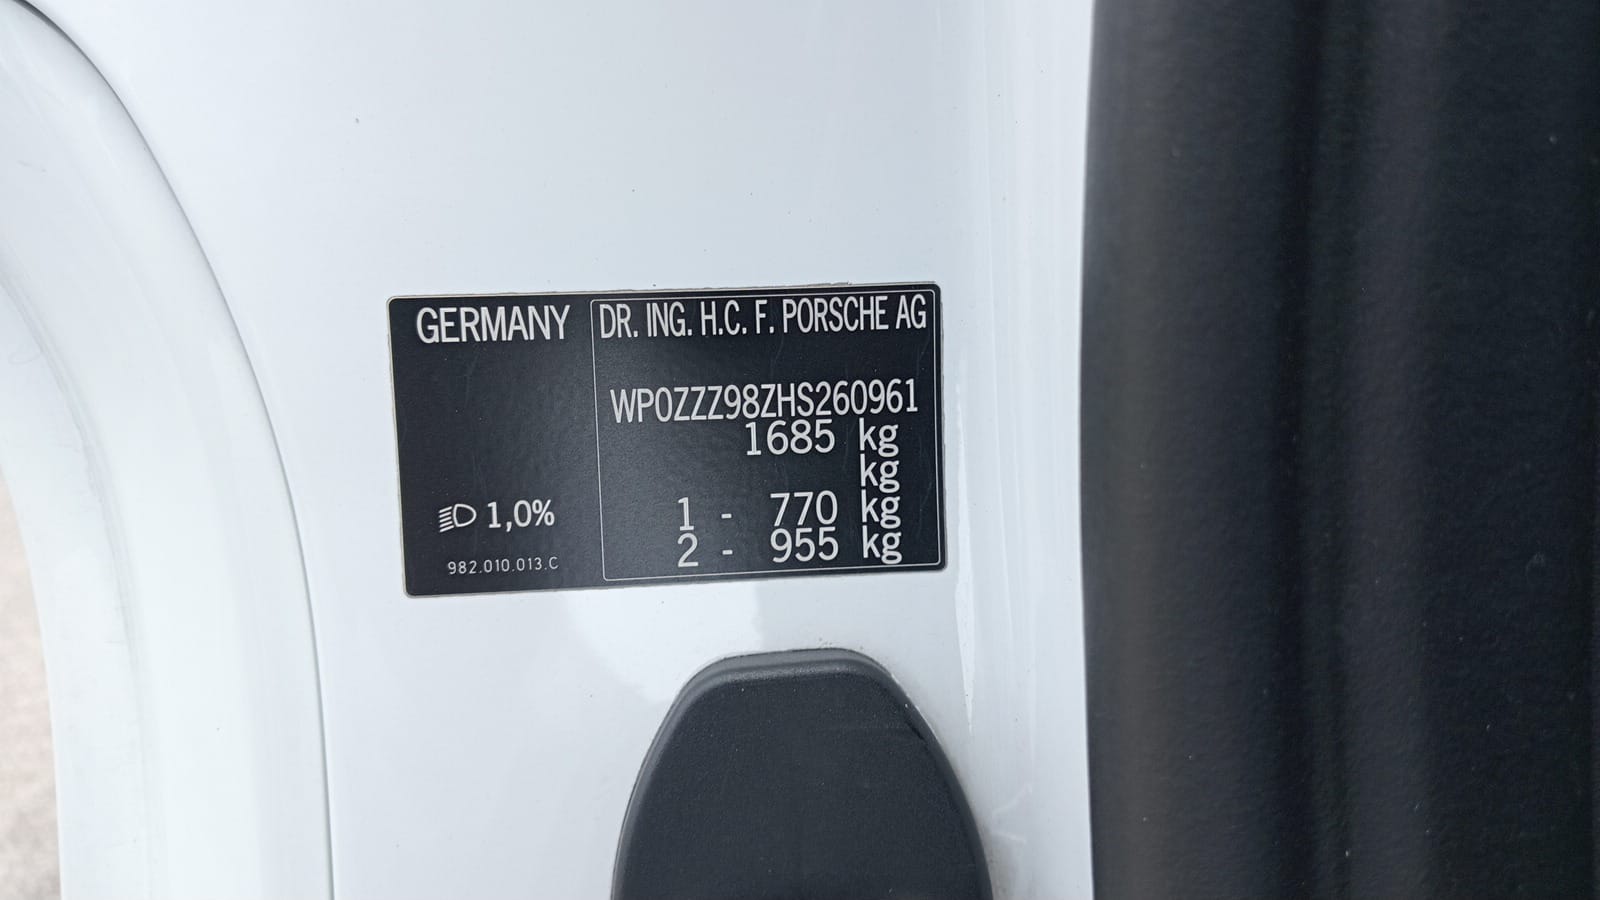 GERMANY
DR. ING. H.C. F. PORSCHE AG
WP0ZZZ98ZHS260961
1685 kg
kg
1 - 770 kg
2 - 955 kg
1,0%
982.010.013.C